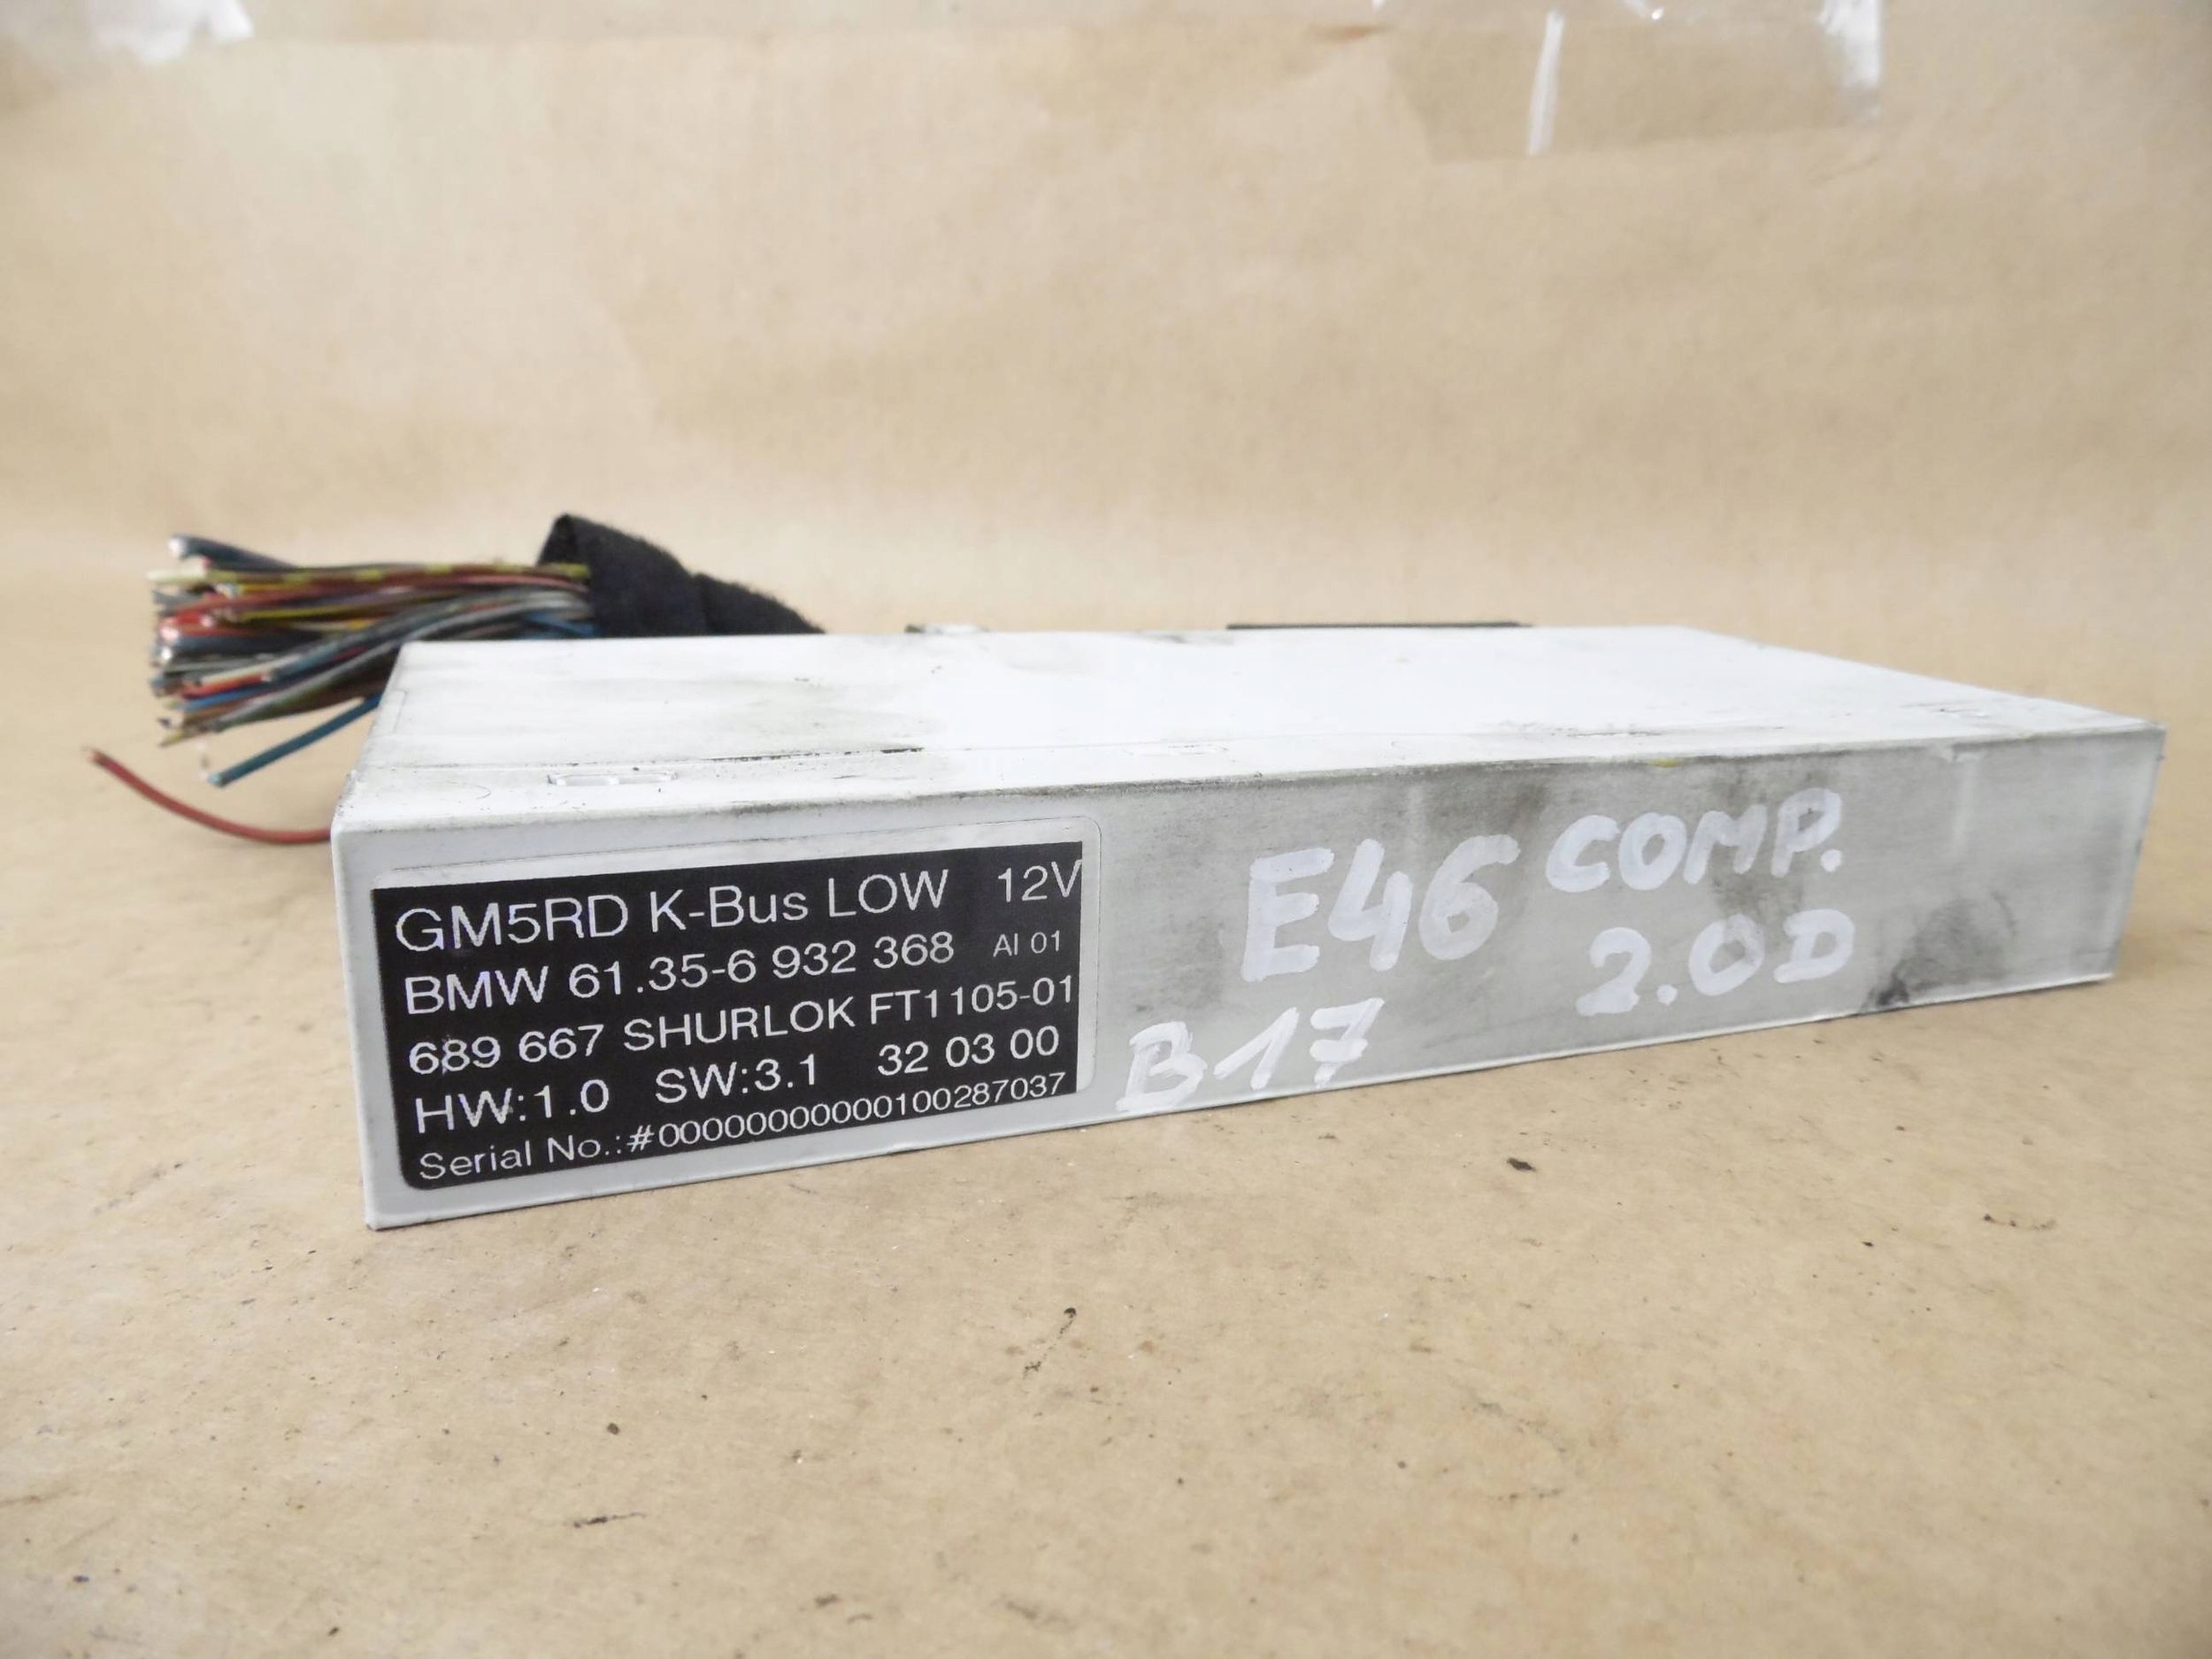 GM5RD K-Bus LOW 12V
BMW 61.35-6 932 368 AI 01
689 667 SHURLOK FT1105-01
HW:1.0 SW:3.1 32 03 00
Serial No.:#00000000000100287037
E46 COMP.
2.0D
B17